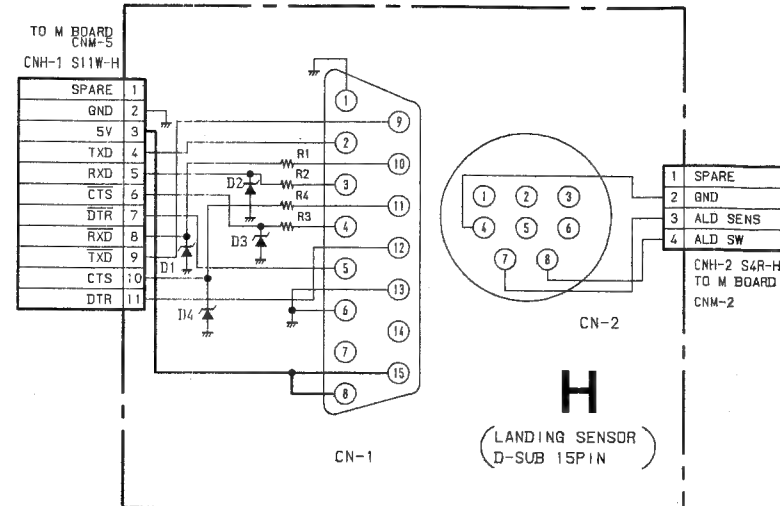 TO M BOARD
CNM-5
CNH-1 S11W-H
SPARE 1
GND 2
5V 3
TXD 4
RXD 5
C̅T̅S̅ 6
D̅T̅R̅ 7
R̅X̅D̅ 8
T̅X̅D̅ 9
CTS 10
DTR 11
D1
D2
D3
D4
R1
R2
R4
R3
1
9
2
10
3
11
4
12
5
13
6
14
7
15
8
CN-1
1 2 3
4 5 6
7 8
CN-2
1 SPARE
2 GND
3 ALD SENS
4 ALD SW
CNH-2 S4R-H
TO M BOARD
CNM-2
H
(LANDING SENSOR
D-SUB 15PIN)